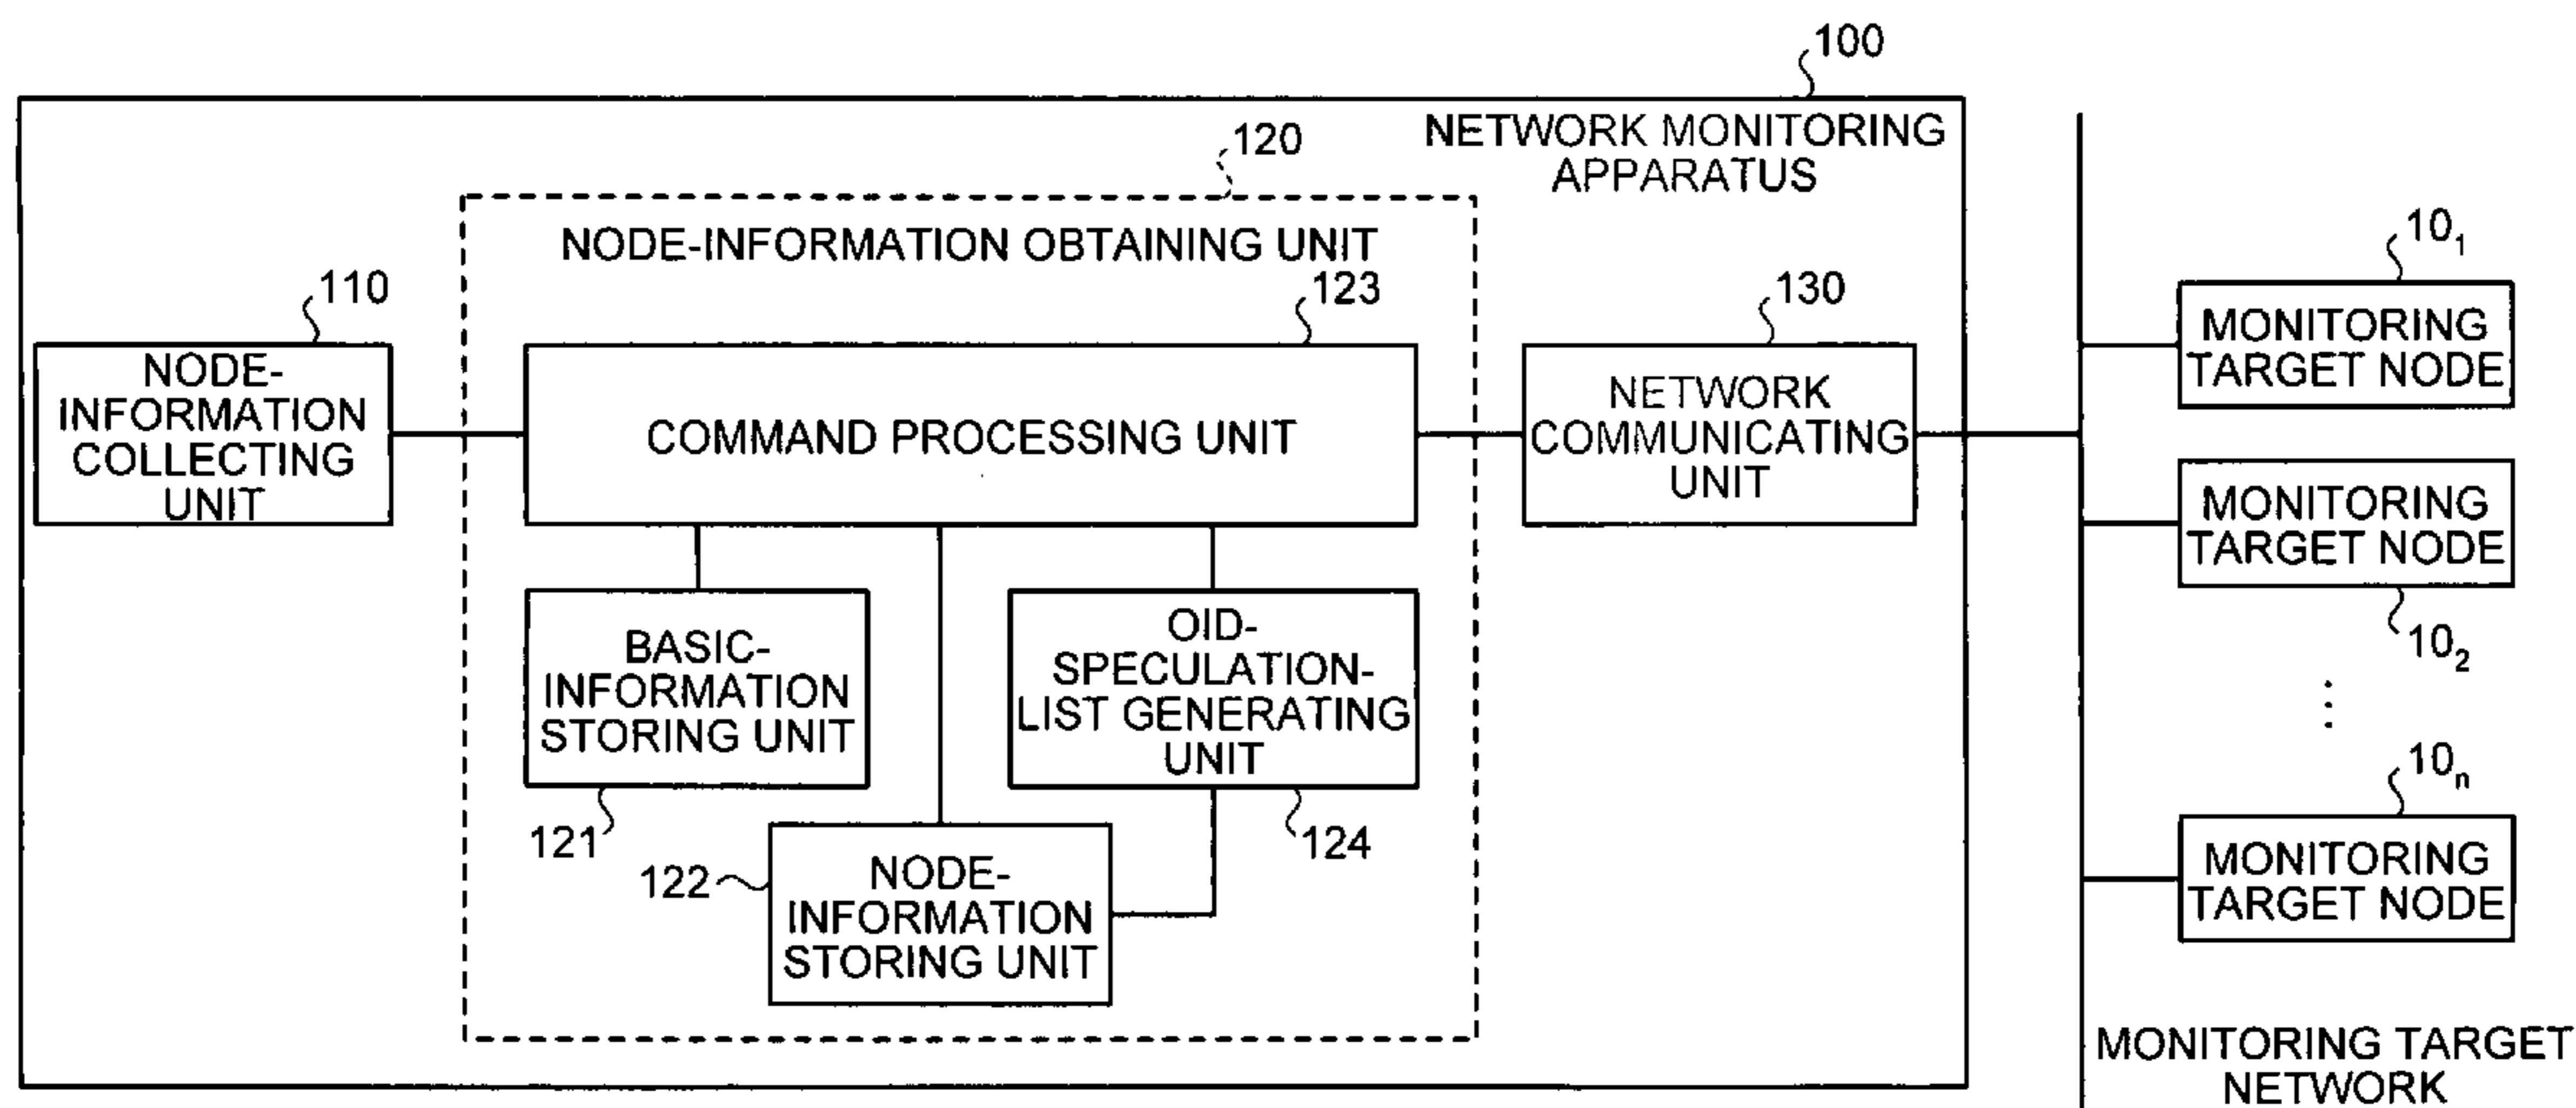 100
NETWORK MONITORING
APPARATUS
120
NODE-INFORMATION OBTAINING UNIT
110
NODE-
INFORMATION
COLLECTING
UNIT
123
COMMAND PROCESSING UNIT
130
NETWORK
COMMUNICATING
UNIT
BASIC-
INFORMATION
STORING UNIT
121
OID-
SPECULATION-
LIST GENERATING
UNIT
124
122
NODE-
INFORMATION
STORING UNIT
10₁
MONITORING
TARGET NODE
MONITORING
TARGET NODE
10₂
⋮
10ₙ
MONITORING
TARGET NODE
MONITORING TARGET
NETWORK